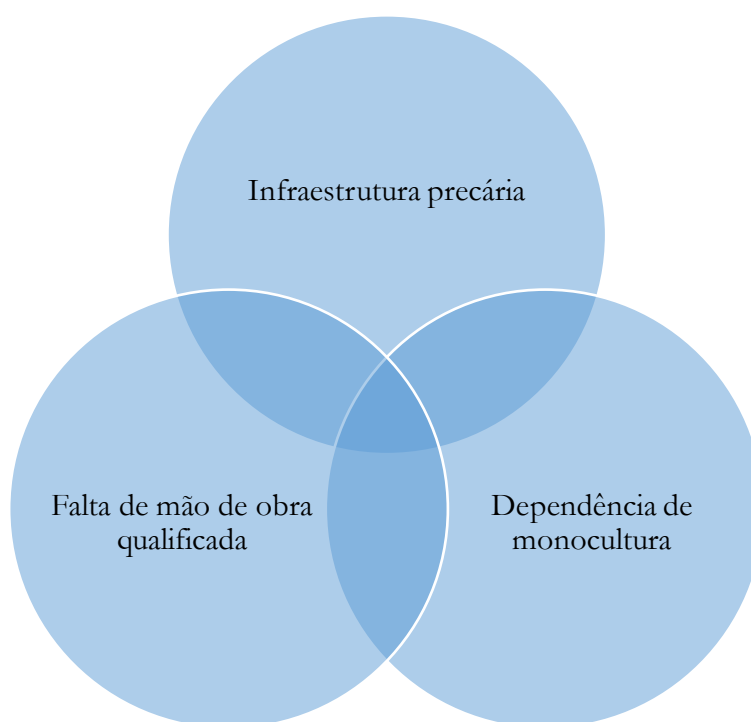 Infraestrutura precária
Falta de mão de obra
qualificada
Dependência de
monocultura